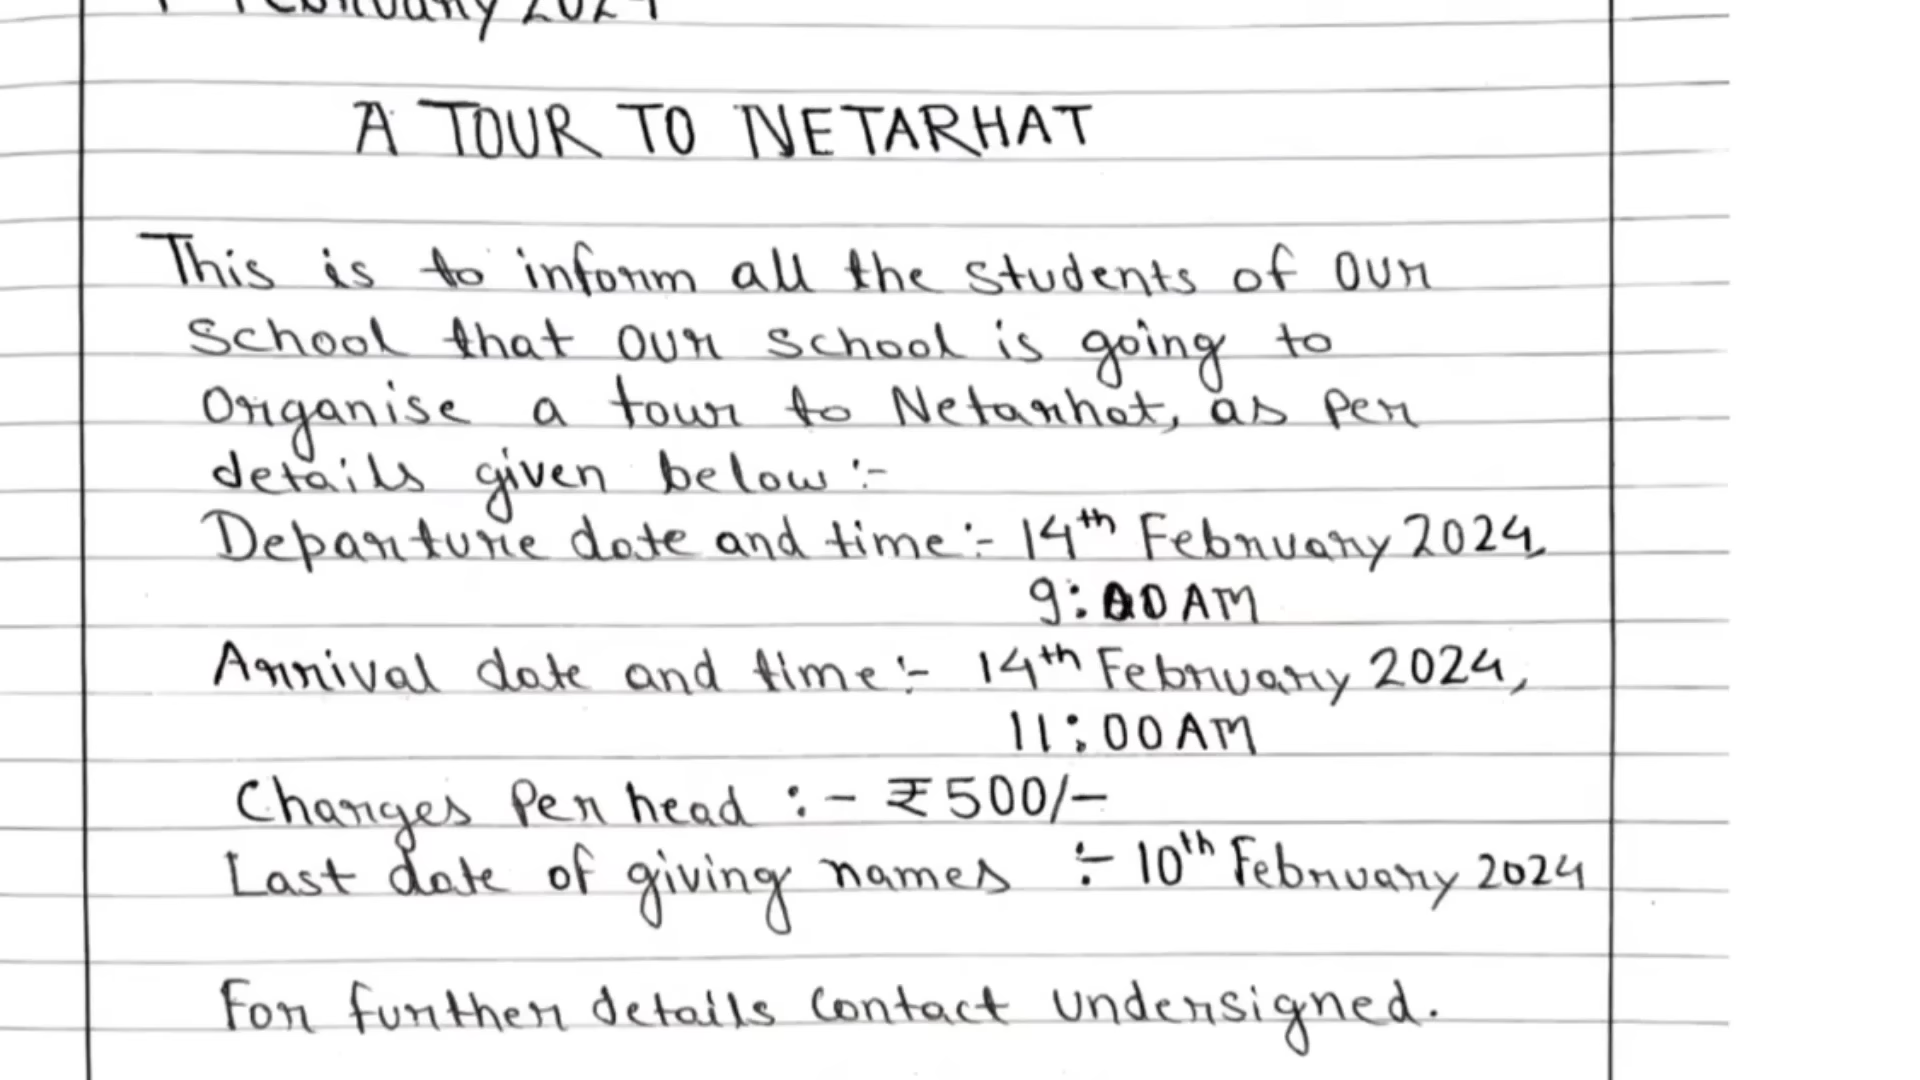 February 2024
A TOUR TO NETARHAT
This is to inform all the students of our
School that our school is going to
Organise a tour to Netarhat, as per
details given below :-
Departure date and time :- 14th February 2024,
9:00 AM
Arrival date and time :- 14th February 2024,
11:00 AM
Charges Per head :- ₹500/-
Last date of giving names :- 10th February 2024
For further details Contact undersigned.